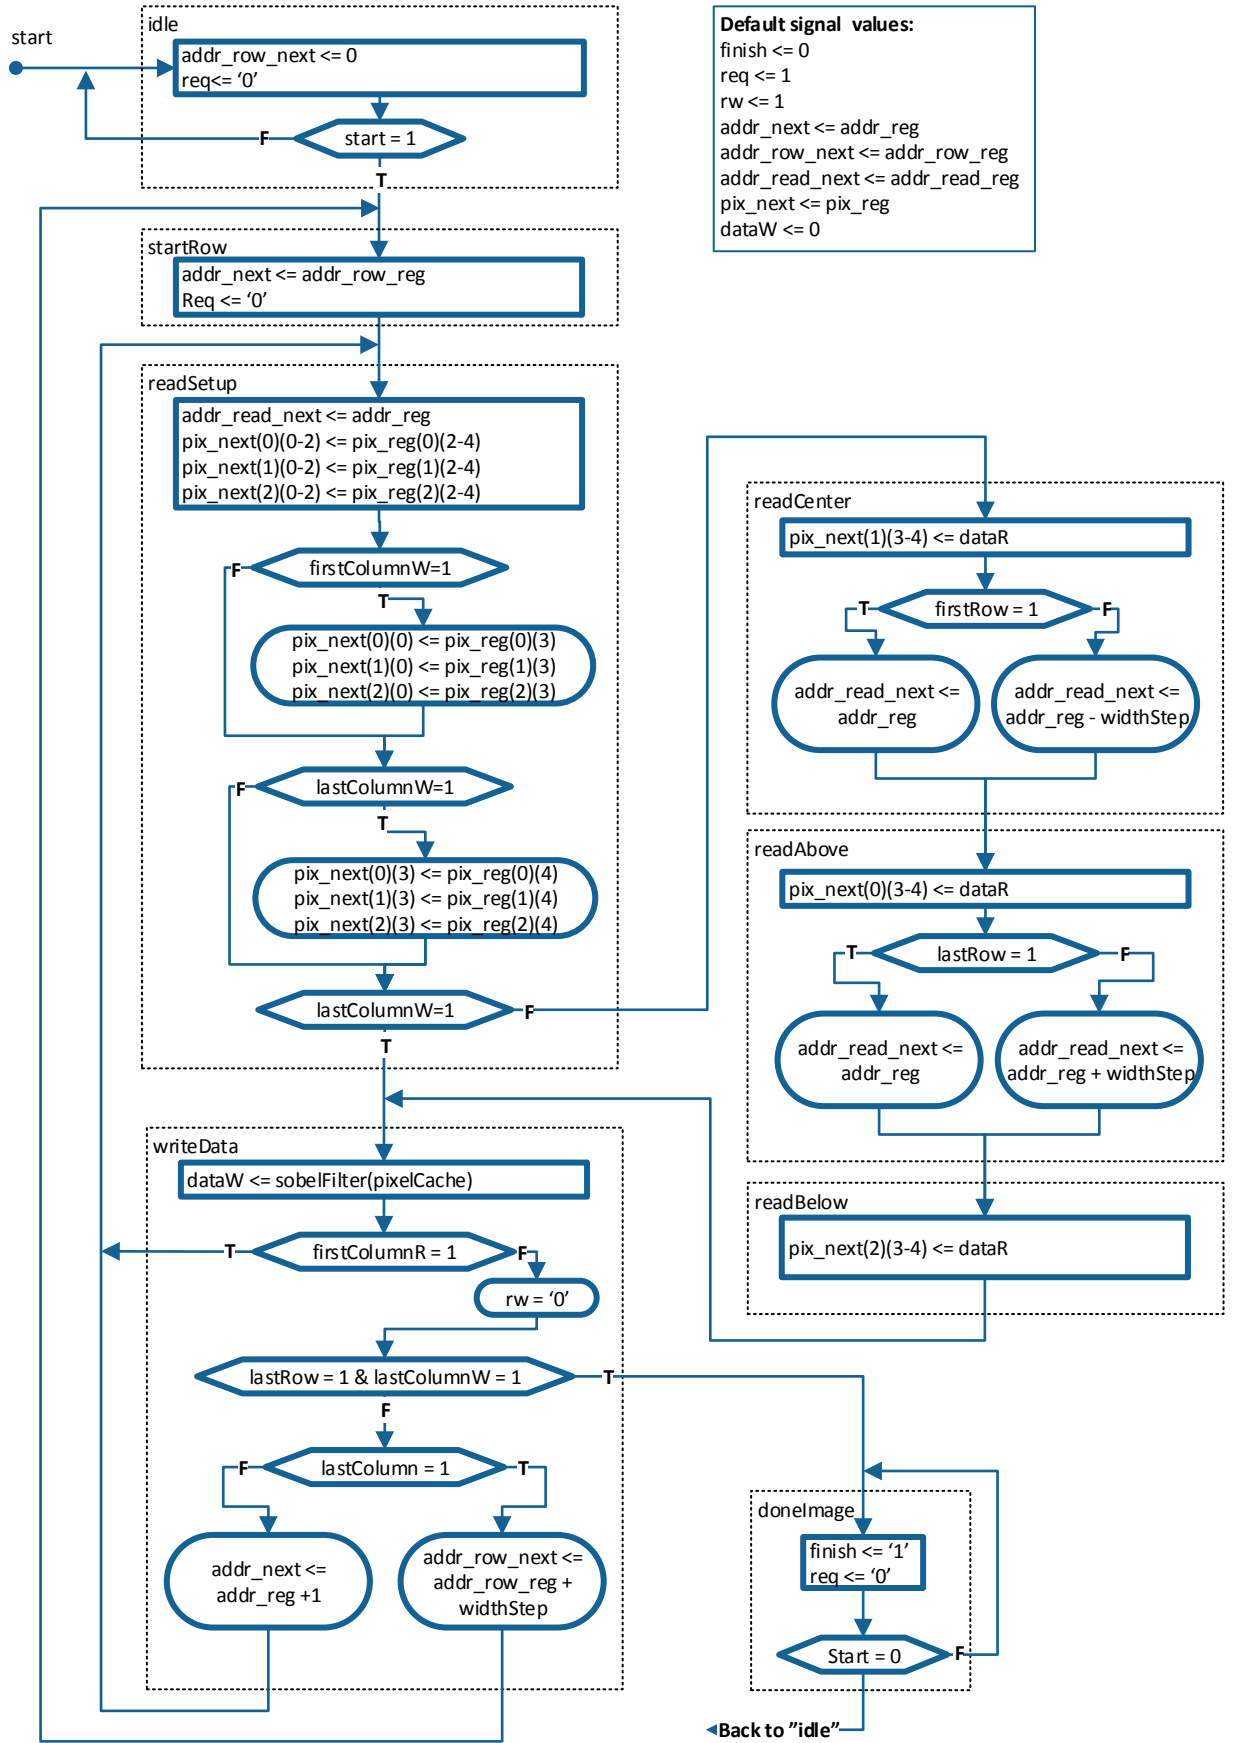 start
idle
addr_row_next <= 0
req<= ‘0’
start = 1
F
T
Default signal values:
finish <= 0
req <= 1
rw <= 1
addr_next <= addr_reg
addr_row_next <= addr_row_reg
addr_read_next <= addr_read_reg
pix_next <= pix_reg
dataW <= 0
startRow
addr_next <= addr_row_reg
Req <= ‘0’
readSetup
addr_read_next <= addr_reg
pix_next(0)(0-2) <= pix_reg(0)(2-4)
pix_next(1)(0-2) <= pix_reg(1)(2-4)
pix_next(2)(0-2) <= pix_reg(2)(2-4)
firstColumnW=1
F
T
pix_next(0)(0) <= pix_reg(0)(3)
pix_next(1)(0) <= pix_reg(1)(3)
pix_next(2)(0) <= pix_reg(2)(3)
lastColumnW=1
F
T
pix_next(0)(3) <= pix_reg(0)(4)
pix_next(1)(3) <= pix_reg(1)(4)
pix_next(2)(3) <= pix_reg(2)(4)
lastColumnW=1
F
T
readCenter
pix_next(1)(3-4) <= dataR
firstRow = 1
T
F
addr_read_next <=
addr_reg
addr_read_next <=
addr_reg - widthStep
readAbove
pix_next(0)(3-4) <= dataR
lastRow = 1
T
F
addr_read_next <=
addr_reg
addr_read_next <=
addr_reg + widthStep
readBelow
pix_next(2)(3-4) <= dataR
writeData
dataW <= sobelFilter(pixelCache)
firstColumnR = 1
T
F
rw = ‘0’
lastRow = 1 & lastColumnW = 1
T
F
lastColumn = 1
F
T
addr_next <=
addr_reg +1
addr_row_next <=
addr_row_reg +
widthStep
doneImage
finish <= ‘1’
req <= ‘0’
Start = 0
F
Back to ”idle”